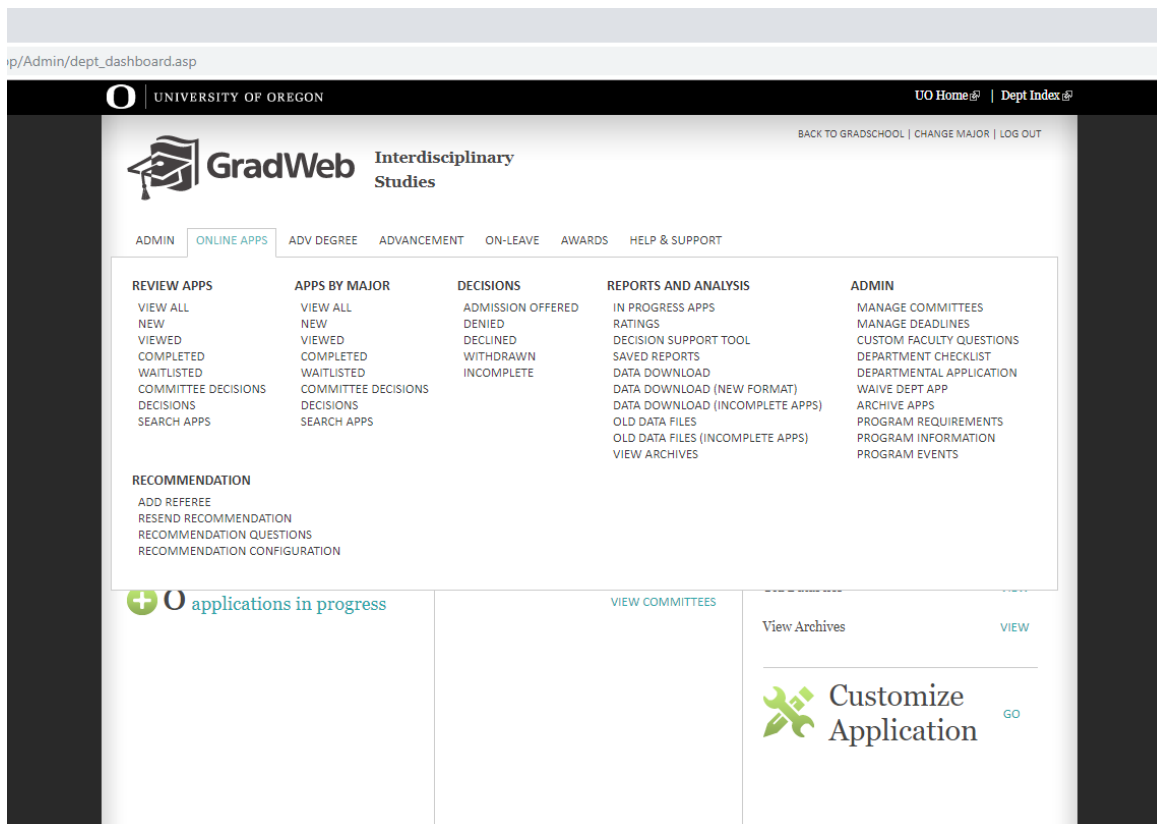 op/Admin/dept_dashboard.asp
UNIVERSITY OF OREGON
UO Home | Dept Index
BACK TO GRADSCHOOL | CHANGE MAJOR | LOG OUT
GradWeb
Interdisciplinary
Studies
ADMIN ONLINE APPS ADV DEGREE ADVANCEMENT ON-LEAVE AWARDS HELP & SUPPORT
REVIEW APPS
VIEW ALL
NEW
VIEWED
COMPLETED
WAITLISTED
COMMITTEE DECISIONS
DECISIONS
SEARCH APPS
APPS BY MAJOR
VIEW ALL
NEW
VIEWED
COMPLETED
WAITLISTED
COMMITTEE DECISIONS
DECISIONS
SEARCH APPS
DECISIONS
ADMISSION OFFERED
DENIED
DECLINED
WITHDRAWN
INCOMPLETE
REPORTS AND ANALYSIS
IN PROGRESS APPS
RATINGS
DECISION SUPPORT TOOL
SAVED REPORTS
DATA DOWNLOAD
DATA DOWNLOAD (NEW FORMAT)
DATA DOWNLOAD (INCOMPLETE APPS)
OLD DATA FILES
OLD DATA FILES (INCOMPLETE APPS)
VIEW ARCHIVES
ADMIN
MANAGE COMMITTEES
MANAGE DEADLINES
CUSTOM FACULTY QUESTIONS
DEPARTMENT CHECKLIST
DEPARTMENTAL APPLICATION
WAIVE DEPT APP
ARCHIVE APPS
PROGRAM REQUIREMENTS
PROGRAM INFORMATION
PROGRAM EVENTS
RECOMMENDATION
ADD REFEREE
RESEND RECOMMENDATION
RECOMMENDATION QUESTIONS
RECOMMENDATION CONFIGURATION
0 applications in progress
VIEW COMMITTEES
View Archives VIEW
Customize
Application
GO